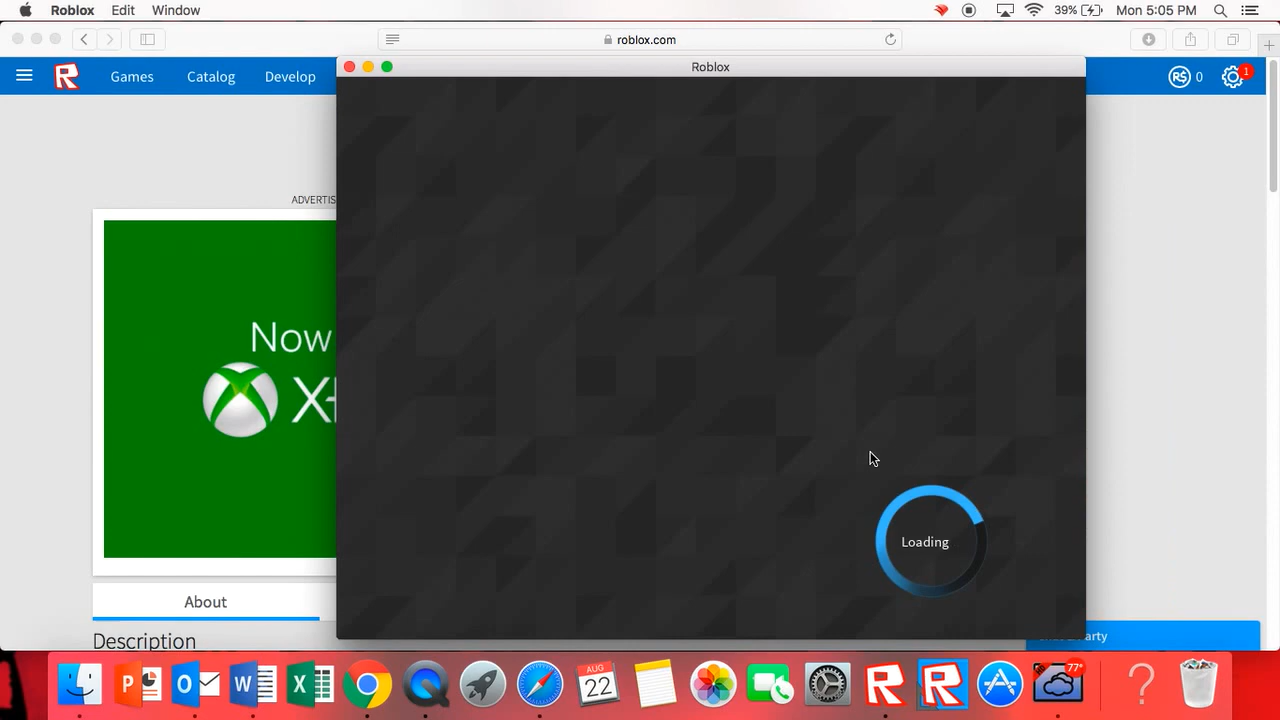 Roblox Edit Window 39% Mon 5:05 PM
roblox.com
Roblox
Games Catalog Develop
R$ 0 1
ADVERTIS
Now
Loading
About
Description
AUG
22
77°